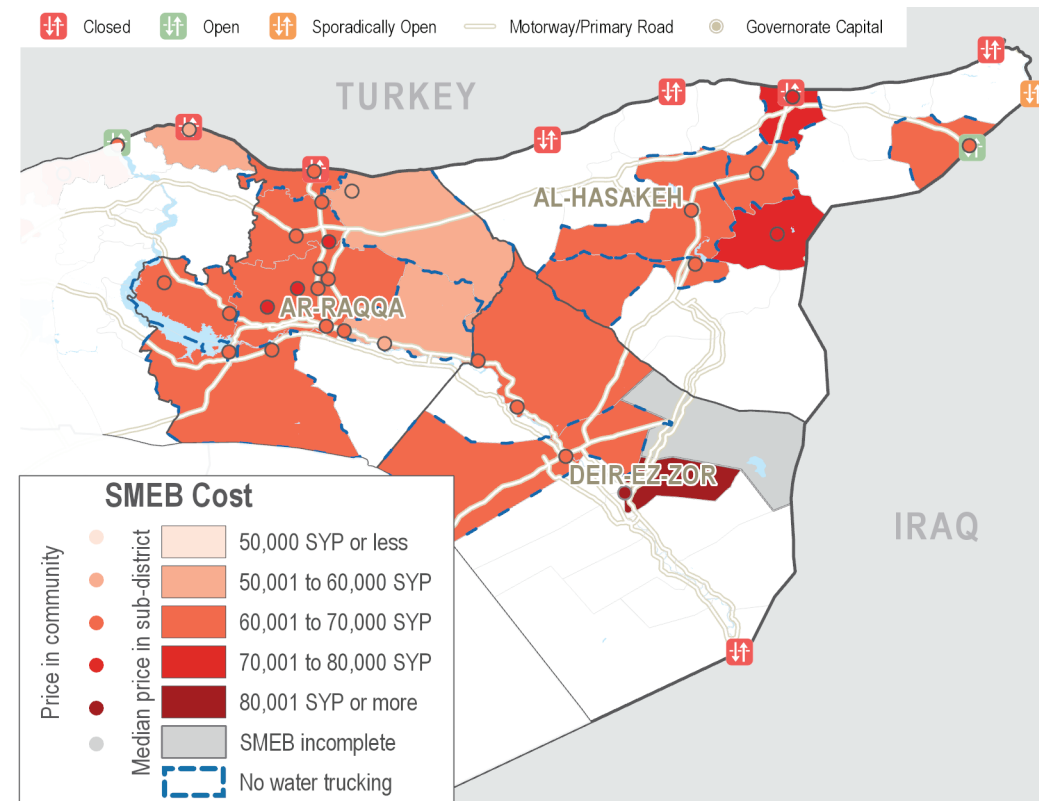 Closed Open Sporadically Open Motorway/Primary Road Governorate Capital
TURKEY
AL-HASAKEH
AR-RAQQA
DEIR-EZ-ZOR
IRAQ
SMEB Cost
Price in community
Median price in sub-district
50,000 SYP or less
50,001 to 60,000 SYP
60,001 to 70,000 SYP
70,001 to 80,000 SYP
80,001 SYP or more
SMEB incomplete
No water trucking